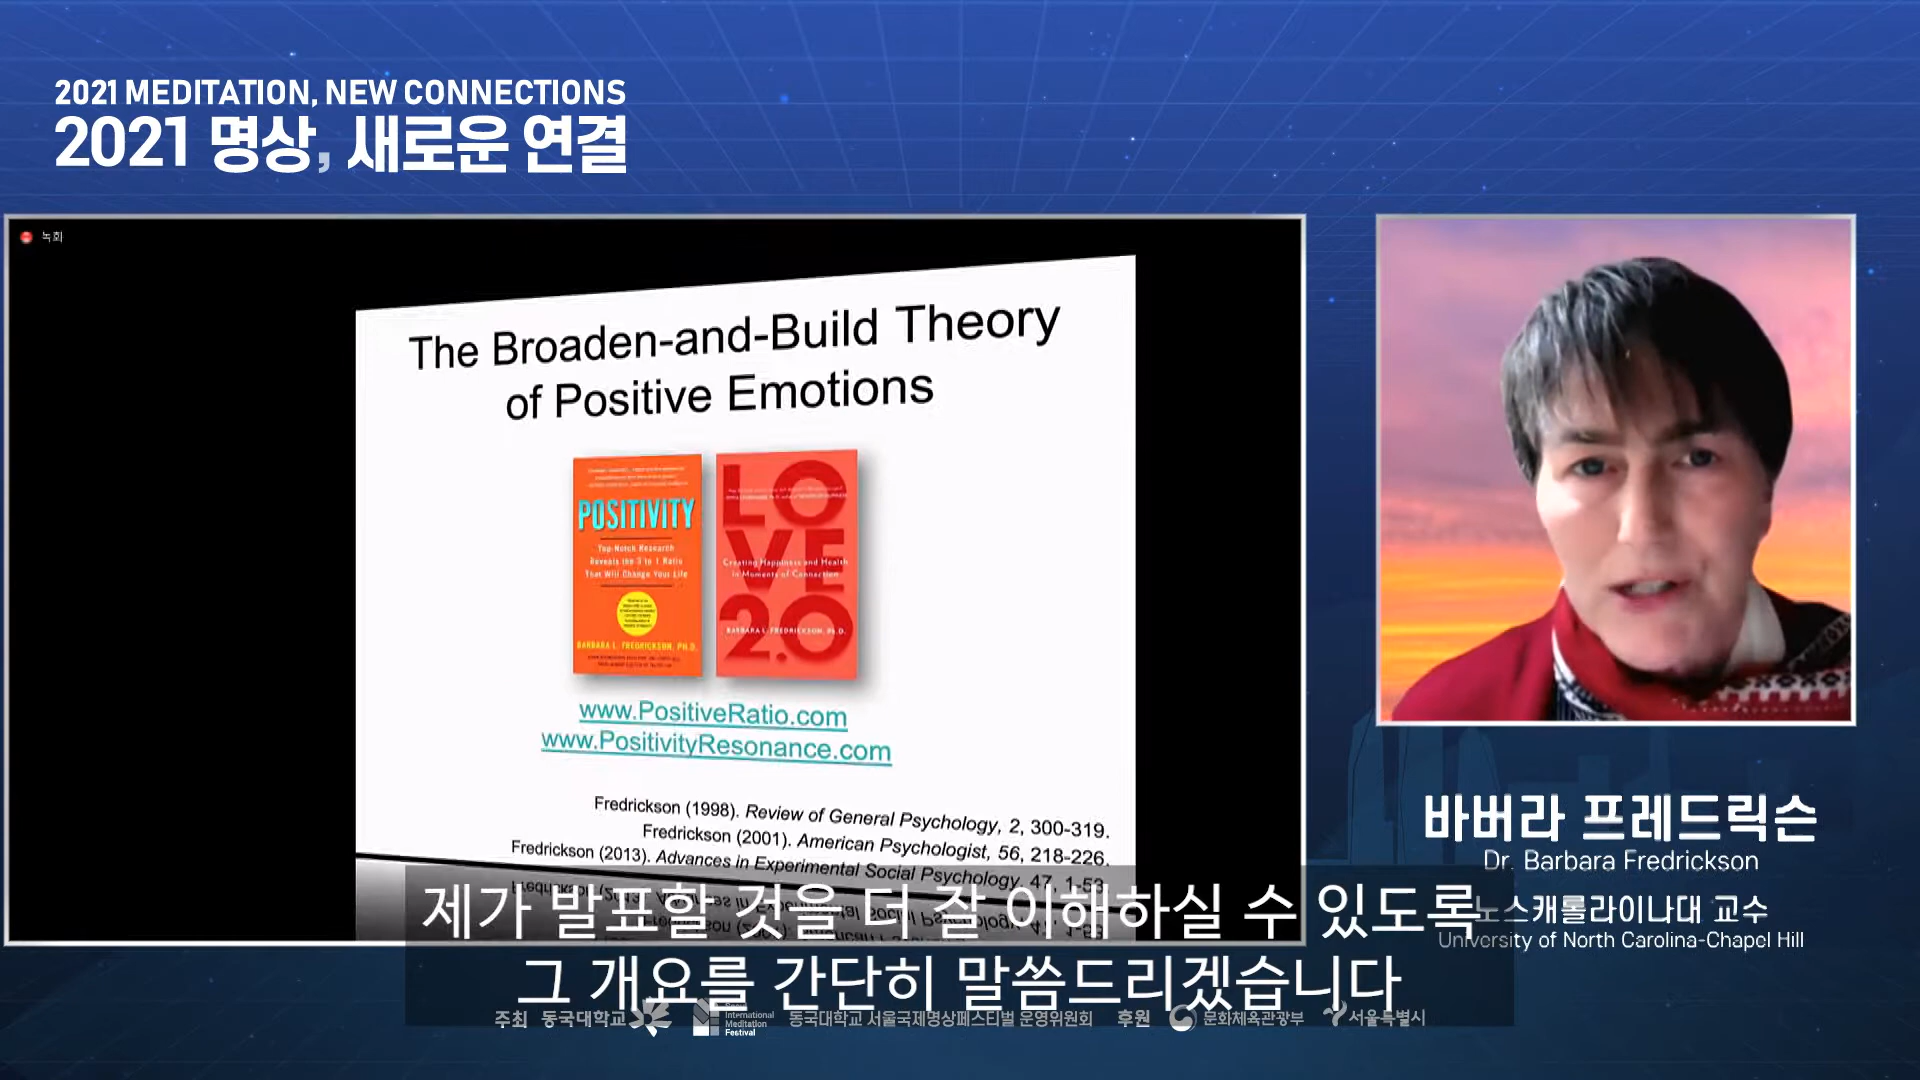 2021 MEDITATION, NEW CONNECTIONS
2021 명상, 새로운 연결
녹화
The Broaden-and-Build Theory
of Positive Emotions
POSITIVITY
Top-Notch Research
Reveals the 3 to 1 Ratio
That Will Change Your Life
BARBARA L. FREDRICKSON, PH.D.
LOVE 2.0
Creating Happiness and Health
in Moments of Connection
BARBARA L. FREDRICKSON, PH.D.
www.PositiveRatio.com
www.PositivityResonance.com
Fredrickson (1998). Review of General Psychology, 2, 300-319.
Fredrickson (2001). American Psychologist, 56, 218-226.
Fredrickson (2013). Advances in Experimental Social Psychology, 47, 1-53
바버라 프레드릭슨
Dr. Barbara Fredrickson
노스캐롤라이나대 교수
University of North Carolina-Chapel Hill
제가 발표할 것을 더 잘 이해하실 수 있도록
그 개요를 간단히 말씀드리겠습니다
주최 동국대학교 International Meditation Festival 동국대학교 서울국제명상페스티벌 운영위원회 후원 문화체육관광부 서울특별시